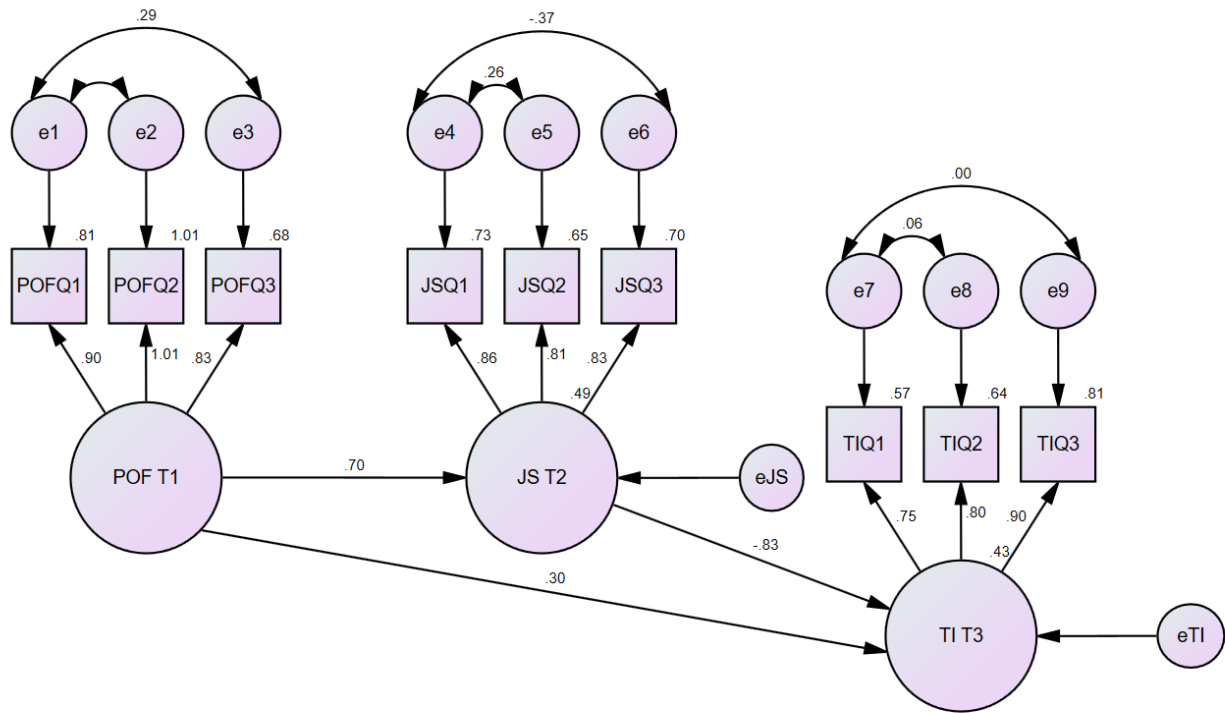 .29
-.37
.26
e1
e2
e3
e4
e5
e6
.00
.06
.81
1.01
.68
.73
.65
.70
POFQ1
POFQ2
POFQ3
JSQ1
JSQ2
JSQ3
e7
e8
e9
.90
1.01
.83
.86
.81
.83
.49
.57
.64
.81
TIQ1
TIQ2
TIQ3
POF T1
.70
JS T2
eJS
.75
.80
.90
-.83
.43
.30
TI T3
eTI